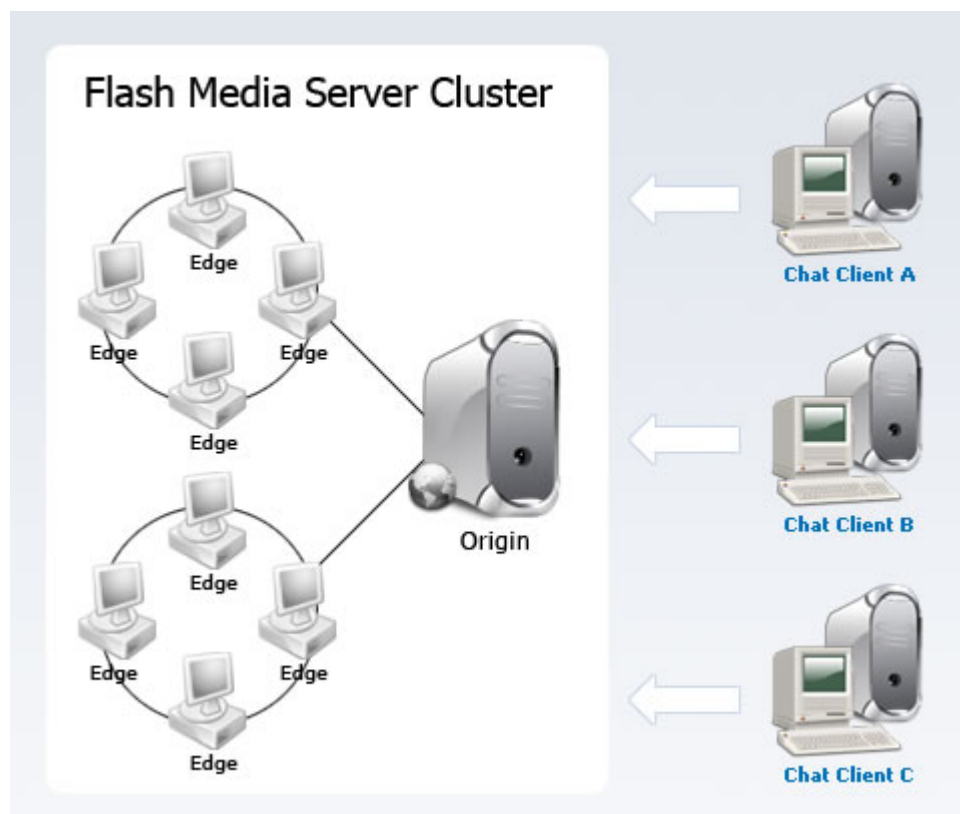 Flash Media Server Cluster
Edge
Edge
Edge
Edge
Edge
Edge
Edge
Edge
Origin
Chat Client A
Chat Client B
Chat Client C